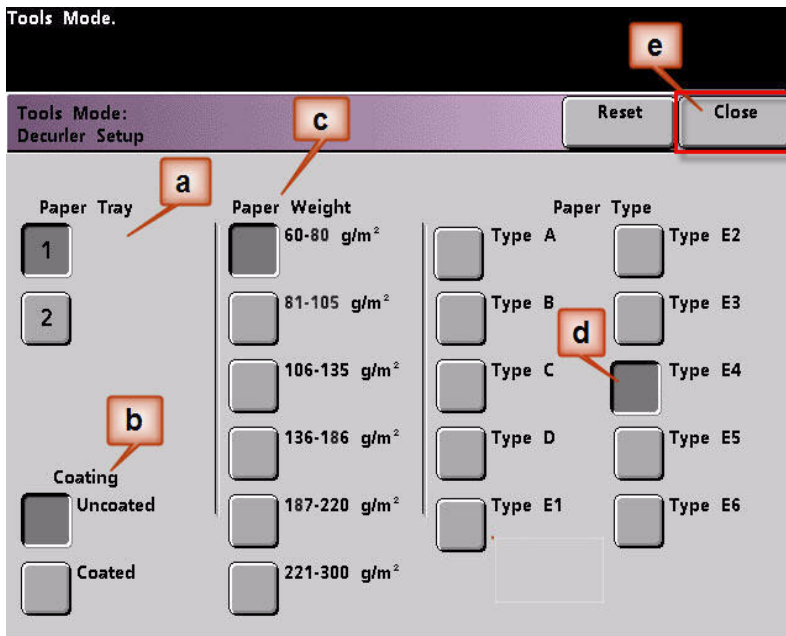 Tools Mode.
e
Tools Mode:
Decurler Setup
Reset
Close
c
a
Paper Tray
1
2
b
Coating
Uncoated
Coated
Paper Weight
60-80 g/m²
81-105 g/m²
106-135 g/m²
136-186 g/m²
187-220 g/m²
221-300 g/m²
Paper Type
Type A
Type B
Type C
Type D
Type E1
d
Type E2
Type E3
Type E4
Type E5
Type E6